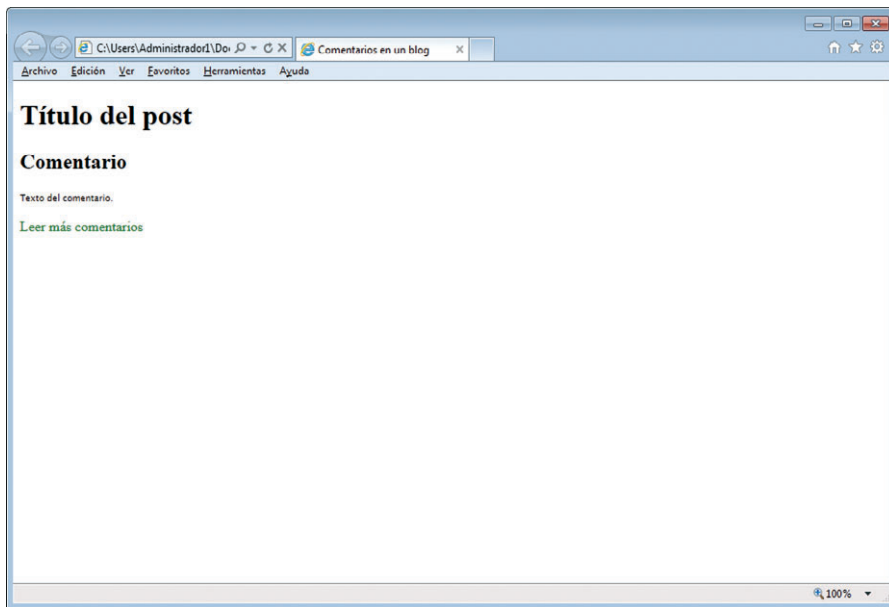 C:\Users\Administrador1\Do
Comentarios en un blog
Archivo Edición Ver Favoritos Herramientas Ayuda
Título del post
Comentario
Texto del comentario.
Leer más comentarios
100%